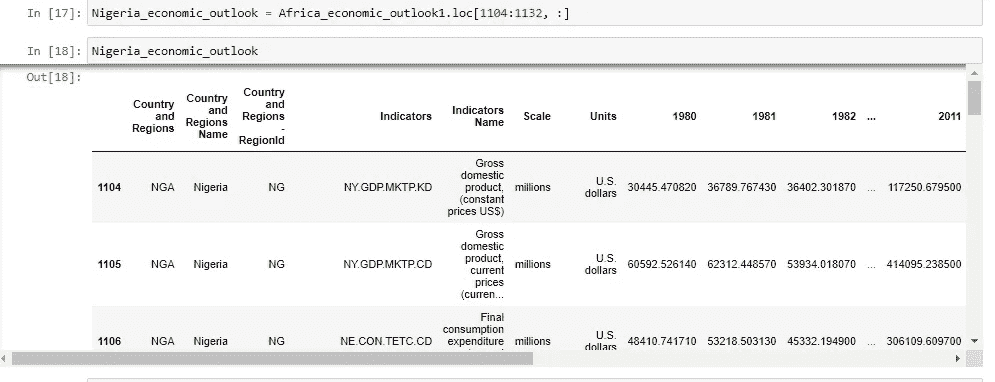 In [17]: Nigeria_economic_outlook = Africa_economic_outlook1.loc[1104:1132, :]
In [18]: Nigeria_economic_outlook
Out[18]:
Country and Regions Country and Regions Name Country and Regions - RegionId Indicators Indicators Name Scale Units 1980 1981 1982 ... 2011
1104 NGA Nigeria NG NY.GDP.MKTP.KD Gross domestic product, (constant prices US$) millions U.S. dollars 30445.470820 36789.767430 36402.301870 ... 117250.679500
1105 NGA Nigeria NG NY.GDP.MKTP.CD Gross domestic product, current prices (curren... millions U.S. dollars 60592.526140 62312.448570 53934.018070 ... 414095.238500
1106 NGA Nigeria NG NE.CON.TETC.CD Final consumption expenditure millions U.S. dollars 48410.741710 53218.503130 45332.194900 ... 306109.609700